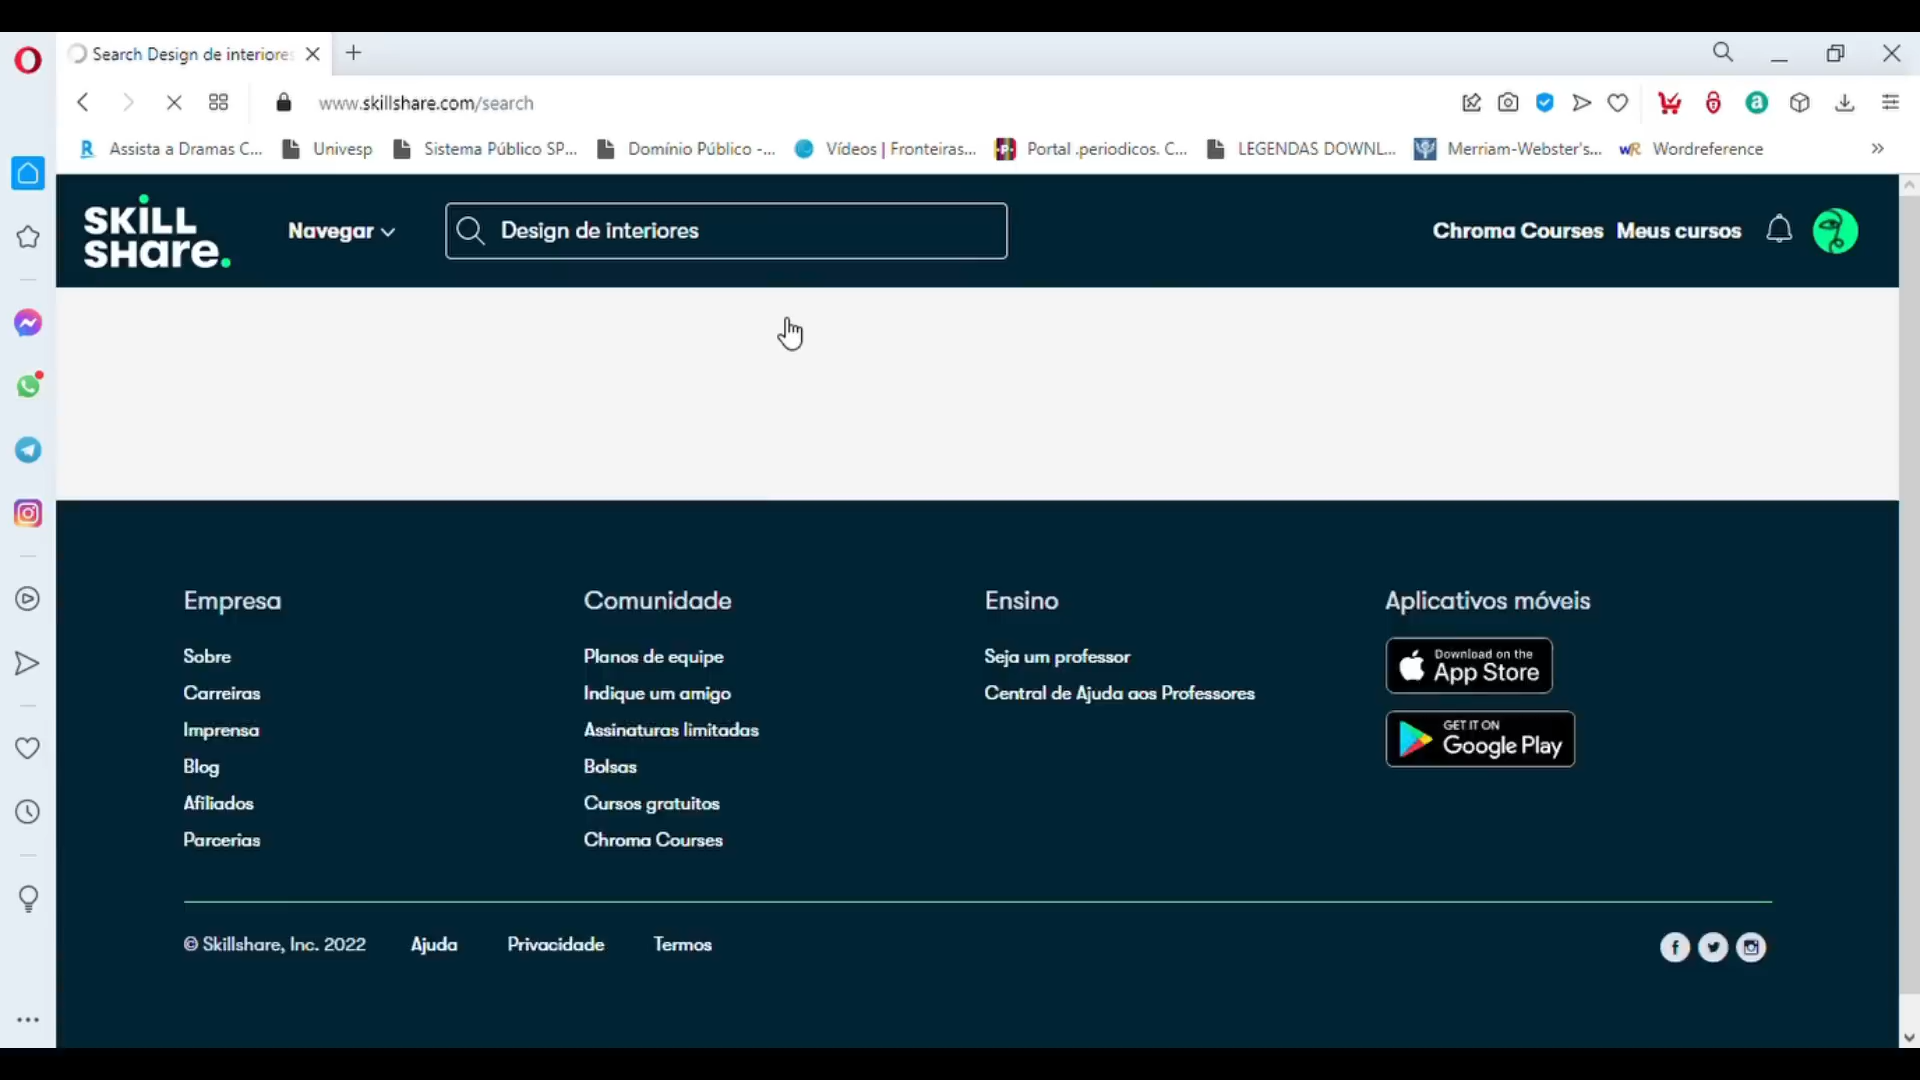 Search Design de interiores
www.skillshare.com/search
Assista a Dramas C... Univesp Sistema Público SP... Domínio Público -... Vídeos | Fronteiras... Portal .periodicos. C... LEGENDAS DOWNL... Merriam-Webster's... Wordreference
SKILL
SHare.
Navegar
Design de interiores
Chroma Courses Meus cursos
Empresa
Sobre
Carreiras
Imprensa
Blog
Afiliados
Parcerias
Comunidade
Planos de equipe
Indique um amigo
Assinaturas limitadas
Bolsas
Cursos gratuitos
Chroma Courses
Ensino
Seja um professor
Central de Ajuda aos Professores
Aplicativos móveis
Download on the
App Store
GET IT ON
Google Play
© Skillshare, Inc. 2022 Ajuda Privacidade Termos